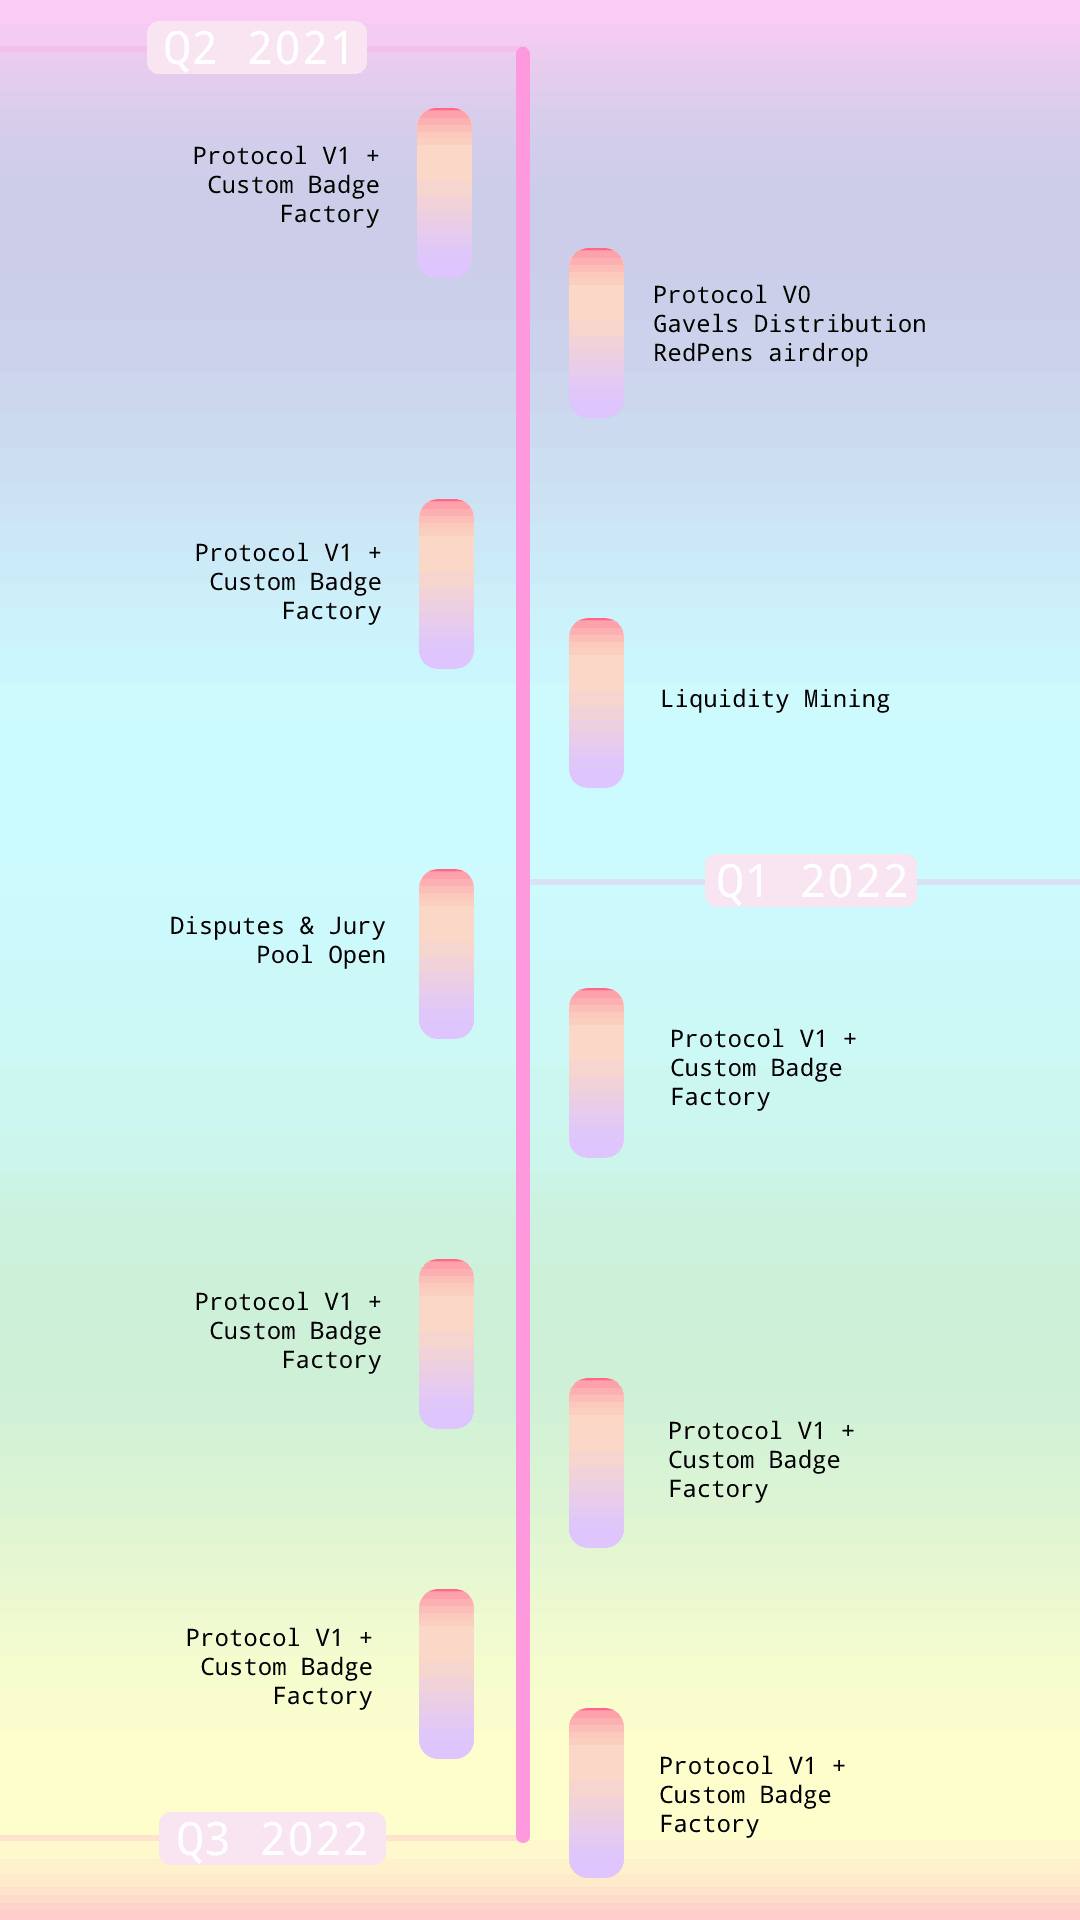 Q2 2021
Protocol V1 +
Custom Badge
Factory
Protocol V0
Gavels Distribution
RedPens airdrop
Protocol V1 +
Custom Badge
Factory
Liquidity Mining
Q1 2022
Disputes & Jury
Pool Open
Protocol V1 +
Custom Badge
Factory
Protocol V1 +
Custom Badge
Factory
Protocol V1 +
Custom Badge
Factory
Protocol V1 +
Custom Badge
Factory
Protocol V1 +
Custom Badge
Factory
Q3 2022